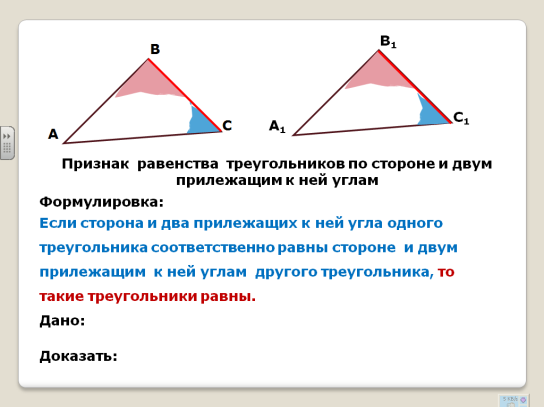 B
B₁
A
C
A₁
C₁
Признак равенства треугольников по стороне и двум
прилежащим к ней углам
Формулировка:
Если сторона и два прилежащих к ней угла одного
треугольника соответственно равны стороне и двум
прилежащим к ней углам другого треугольника, то
такие треугольники равны.
Дано:
Доказать: